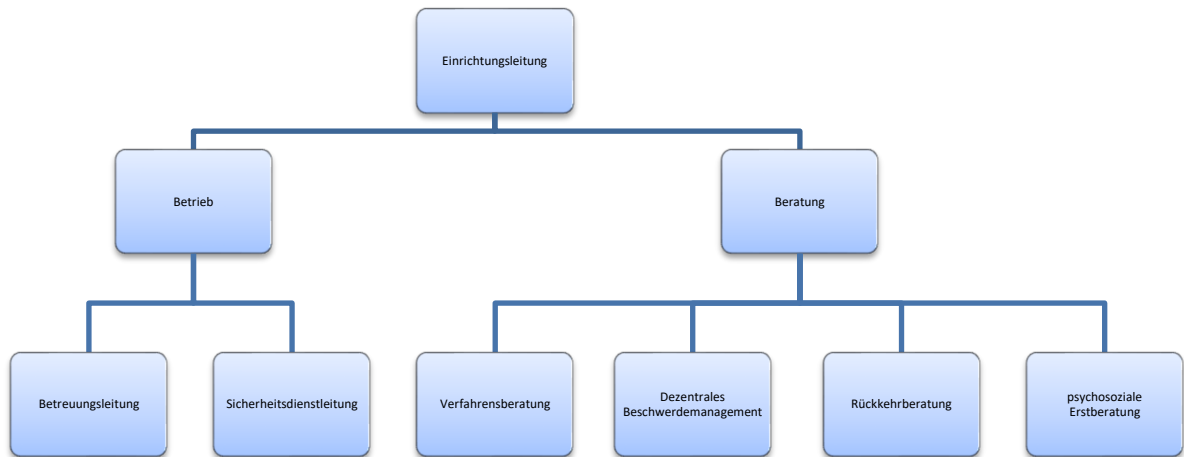 Einrichtungsleitung
Betrieb
Beratung
Betreuungsleitung
Sicherheitsdienstleitung
Verfahrensberatung
Dezentrales
Beschwerdemanagement
Rückkehrberatung
psychosoziale
Erstberatung